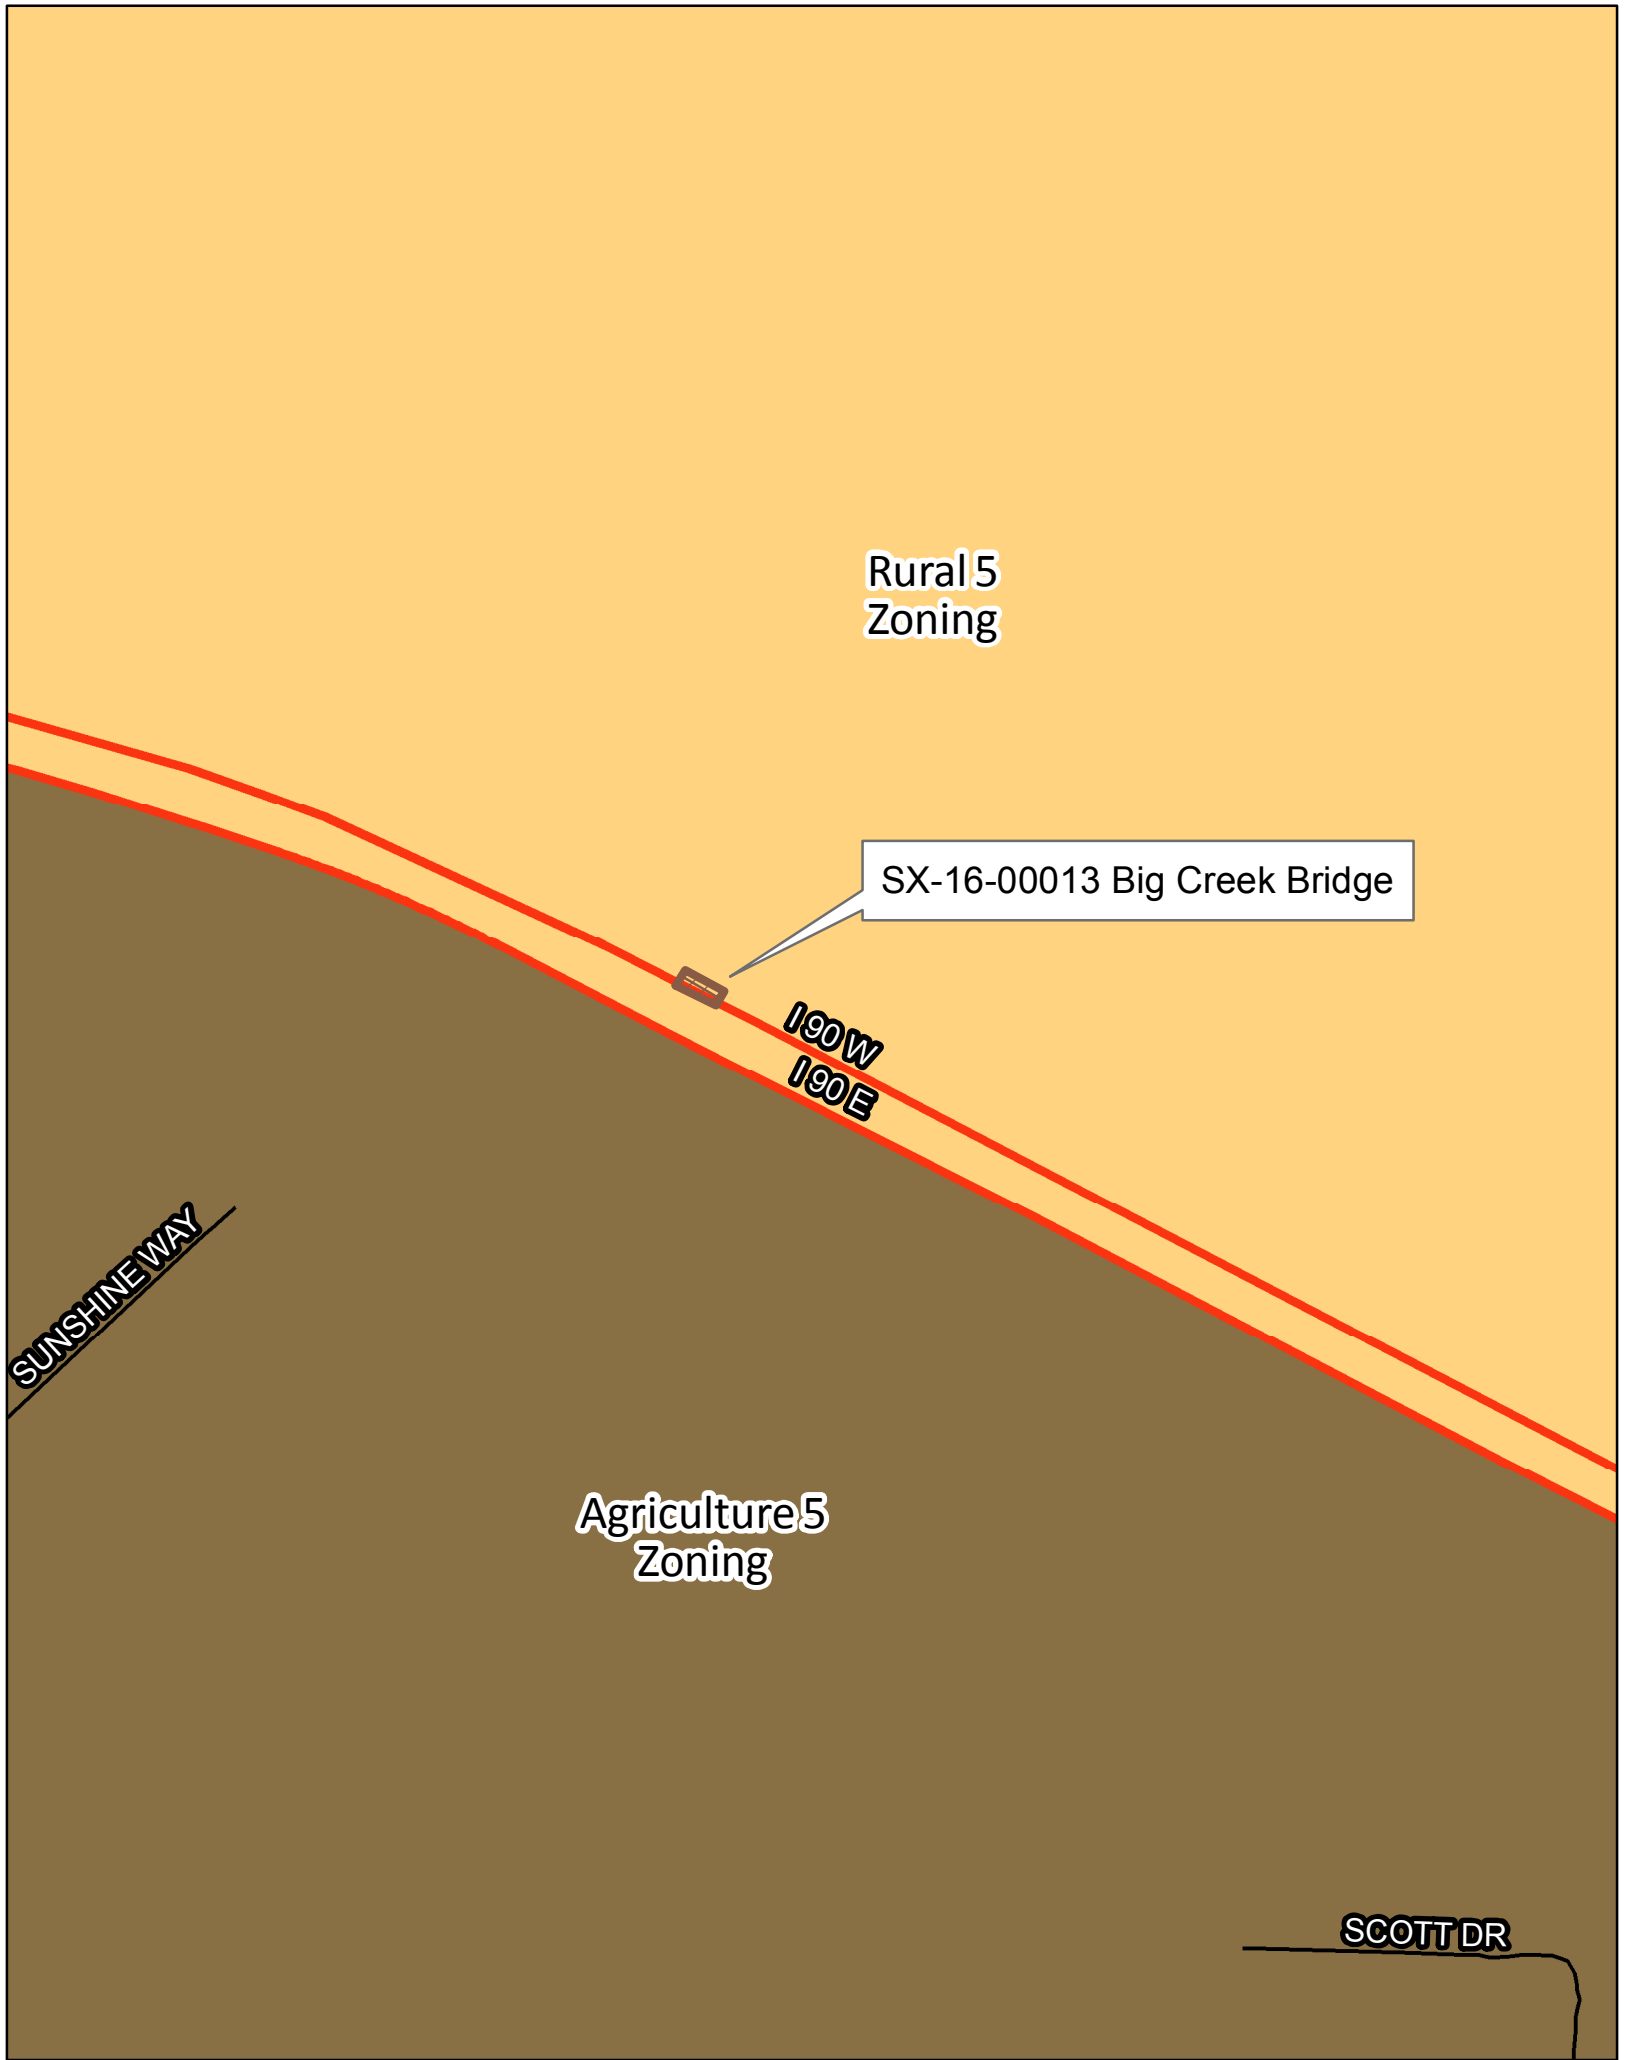 Rural 5
Zoning
SX-16-00013 Big Creek Bridge
I 90 W
I 90 E
SUNSHINE WAY
Agriculture 5
Zoning
SCOTT DR